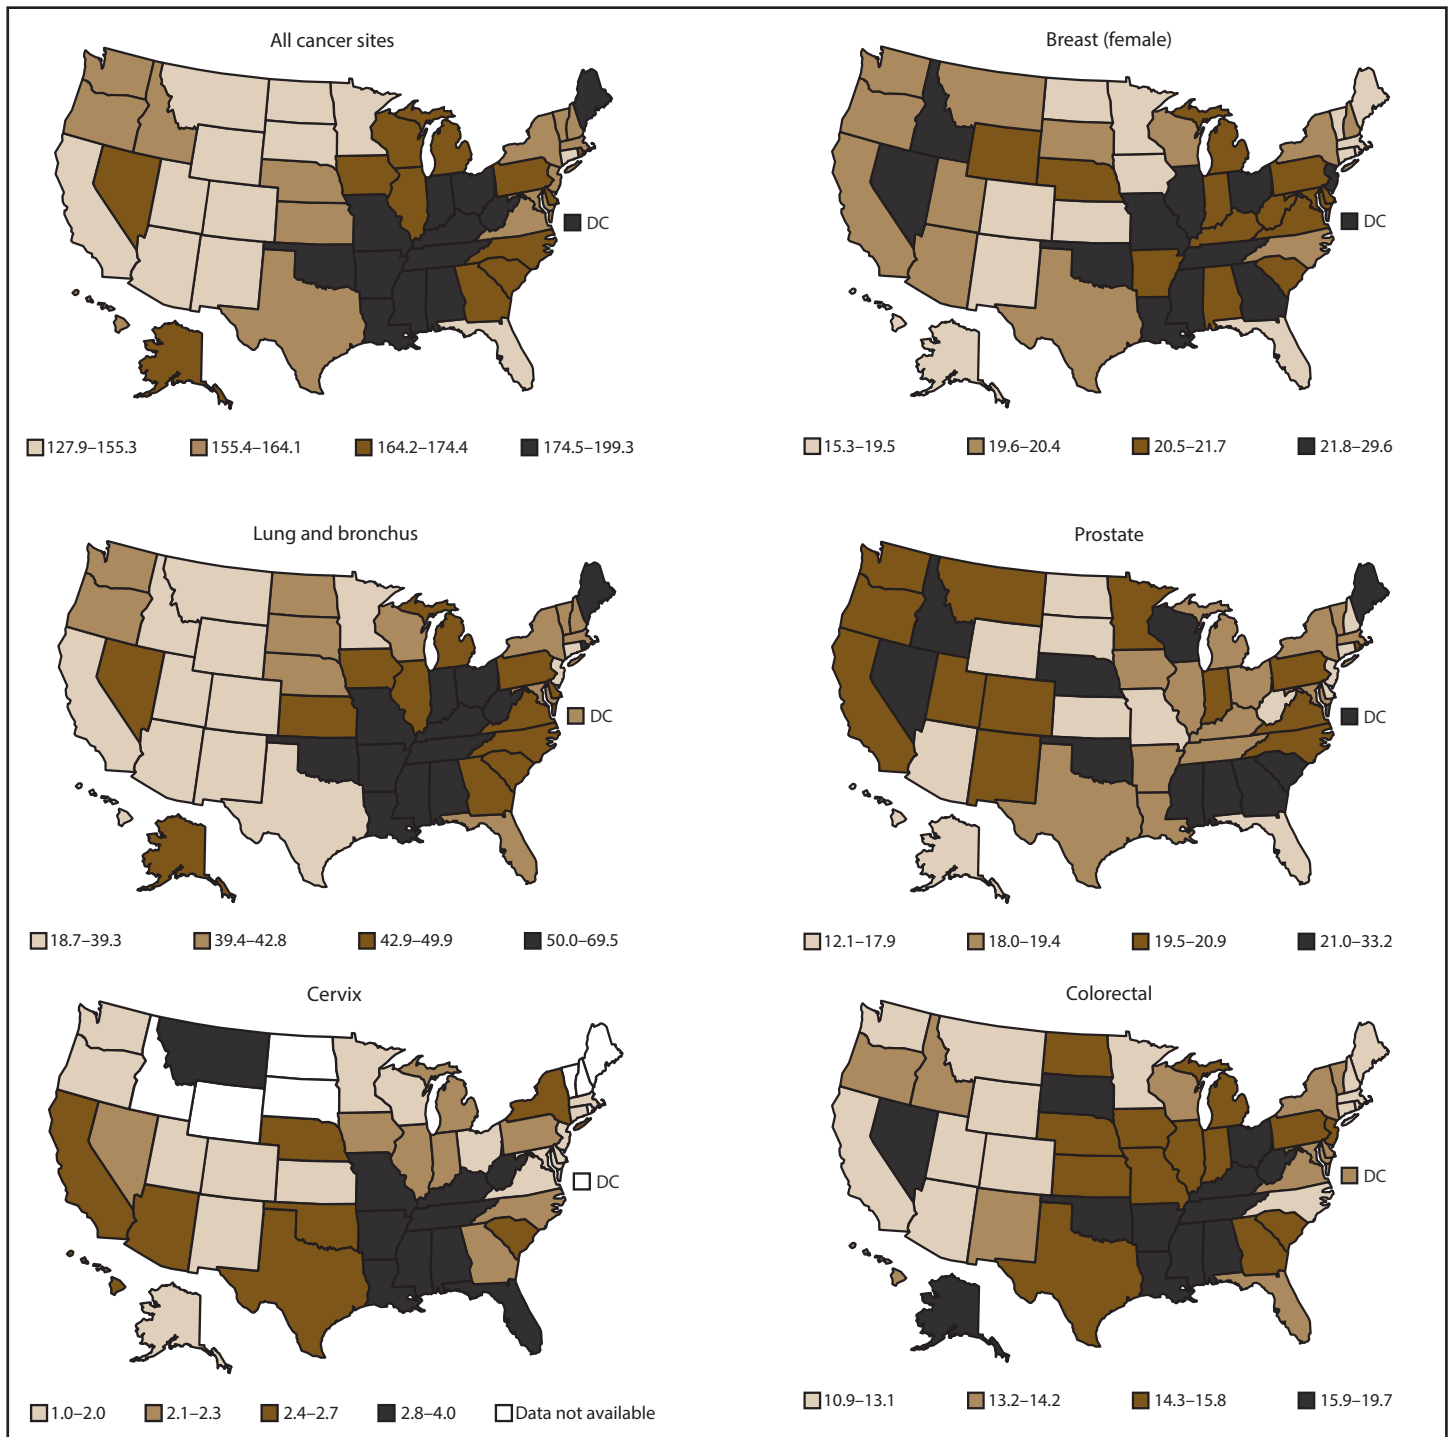 All cancer sites
DC
127.9–155.3 155.4–164.1 164.2–174.4 174.5–199.3
Breast (female)
DC
15.3–19.5 19.6–20.4 20.5–21.7 21.8–29.6
Lung and bronchus
DC
18.7–39.3 39.4–42.8 42.9–49.9 50.0–69.5
Prostate
DC
12.1–17.9 18.0–19.4 19.5–20.9 21.0–33.2
Cervix
DC
1.0–2.0 2.1–2.3 2.4–2.7 2.8–4.0 Data not available
Colorectal
DC
10.9–13.1 13.2–14.2 14.3–15.8 15.9–19.7